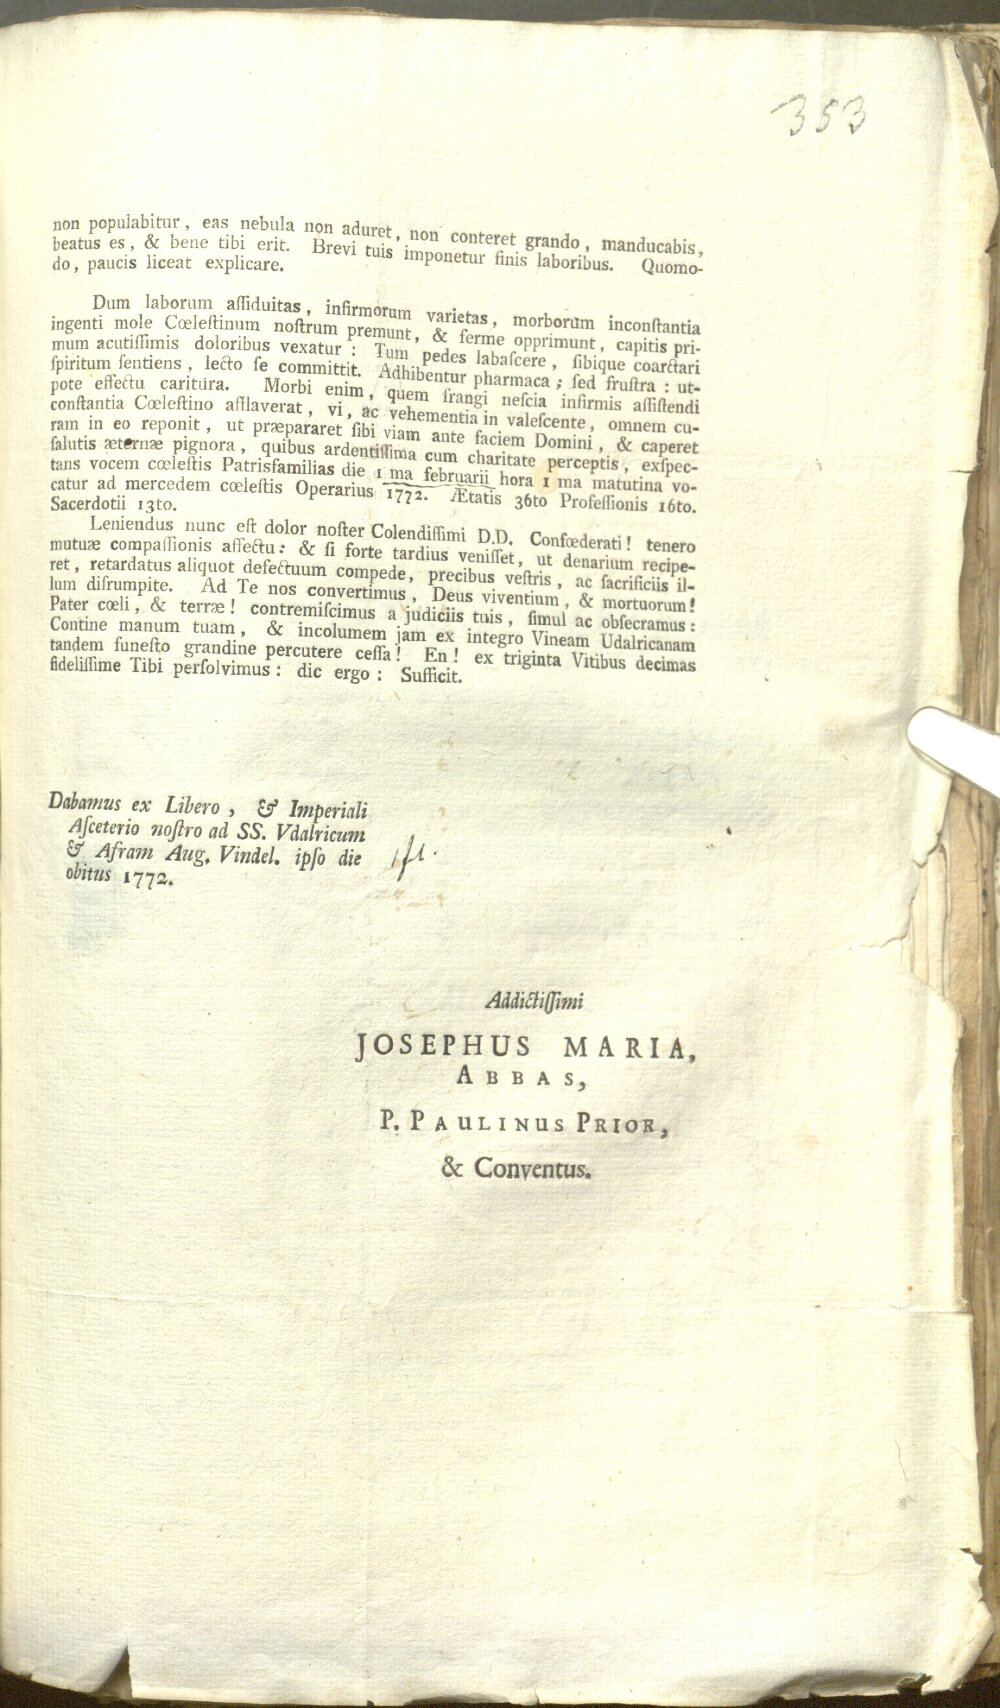 353
non populabitur, eas nebula non aduret, non conteret grando, manducabis,
beatus es, & bene tibi erit. Brevi tuis imponetur finis laboribus. Quomo-
do, paucis liceat explicare.
Dum laborum aſſiduitas, infirmorum varietas, morborum inconſtantia
ingenti mole Cœleſtinum noſtrum premunt, & ferme opprimunt, capitis pri-
mum acutiſſimis doloribus vexatur: Tum pedes labaſcere, ſibique coarctari
ſpiritum ſentiens, lecto ſe committit. Adhibentur pharmaca; ſed fruſtra: ut-
pote effectu caritura. Morbi enim, quem frangi neſcia infirmis aſſiſtendi
conſtantia Cœleſtino afflaverat, vi, ac vehementia in valeſcente, omnem cu-
ram in eo reponit, ut præpararet ſibi viam ante faciem Domini, & caperet
ſalutis æternæ pignora, quibus ardentiſſima cum charitate perceptis, exſpec-
tans vocem cœleſtis Patrisfamilias die 1 ma februarii hora 1 ma matutina vo-
catur ad mercedem cœleſtis Operarius 1772. Ætatis 36to Profeſſionis 16to.
Sacerdotii 13to.
Leniendus nunc eſt dolor noſter Colendiſſimi D.D. Confœderati! tenero
mutuæ compaſſionis affectu: & ſi forte tardius veniſſet, ut denarium recipe-
ret, retardatus aliquot defectuum compede, precibus veſtris, ac ſacrificiis il-
lum diſrumpite. Ad Te nos convertimus, Deus viventium, & mortuorum!
Pater cœli, & terræ! contremiſcimus a judiciis tuis, ſimul ac obſecramus:
Contine manum tuam, & incolumem jam ex integro Vineam Udalricanam
tandem funeſto grandine percutere ceſſa! En! ex triginta Vitibus decimas
fideliſſime Tibi perſolvimus: dic ergo: Sufficit.
Dabamus ex Libero, & Imperiali
Aſceterio noſtro ad SS. Vdalricum
& Afram Aug. Vindel. ipſo die
obitus 1772.
Addictiſſimi
JOSEPHUS MARIA,
ABBAS,
P. PAULINUS PRIOR,
& Conventus.